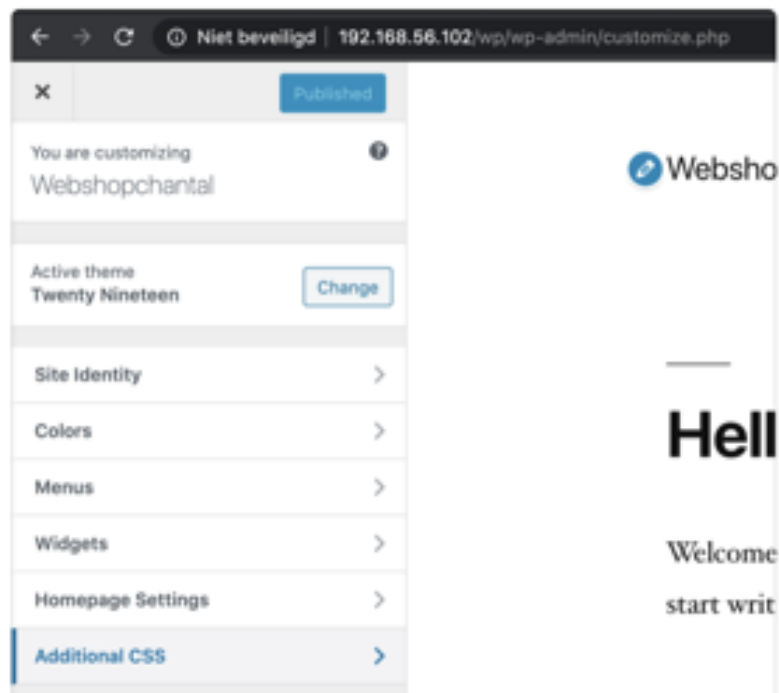 Niet beveiligd | 192.168.56.102/wp/wp-admin/customize.php
Published
You are customizing
Webshopchantal
Active theme
Twenty Nineteen
Change
Site Identity
Colors
Menus
Widgets
Homepage Settings
Additional CSS
Websho
Hell
Welcome
start writ